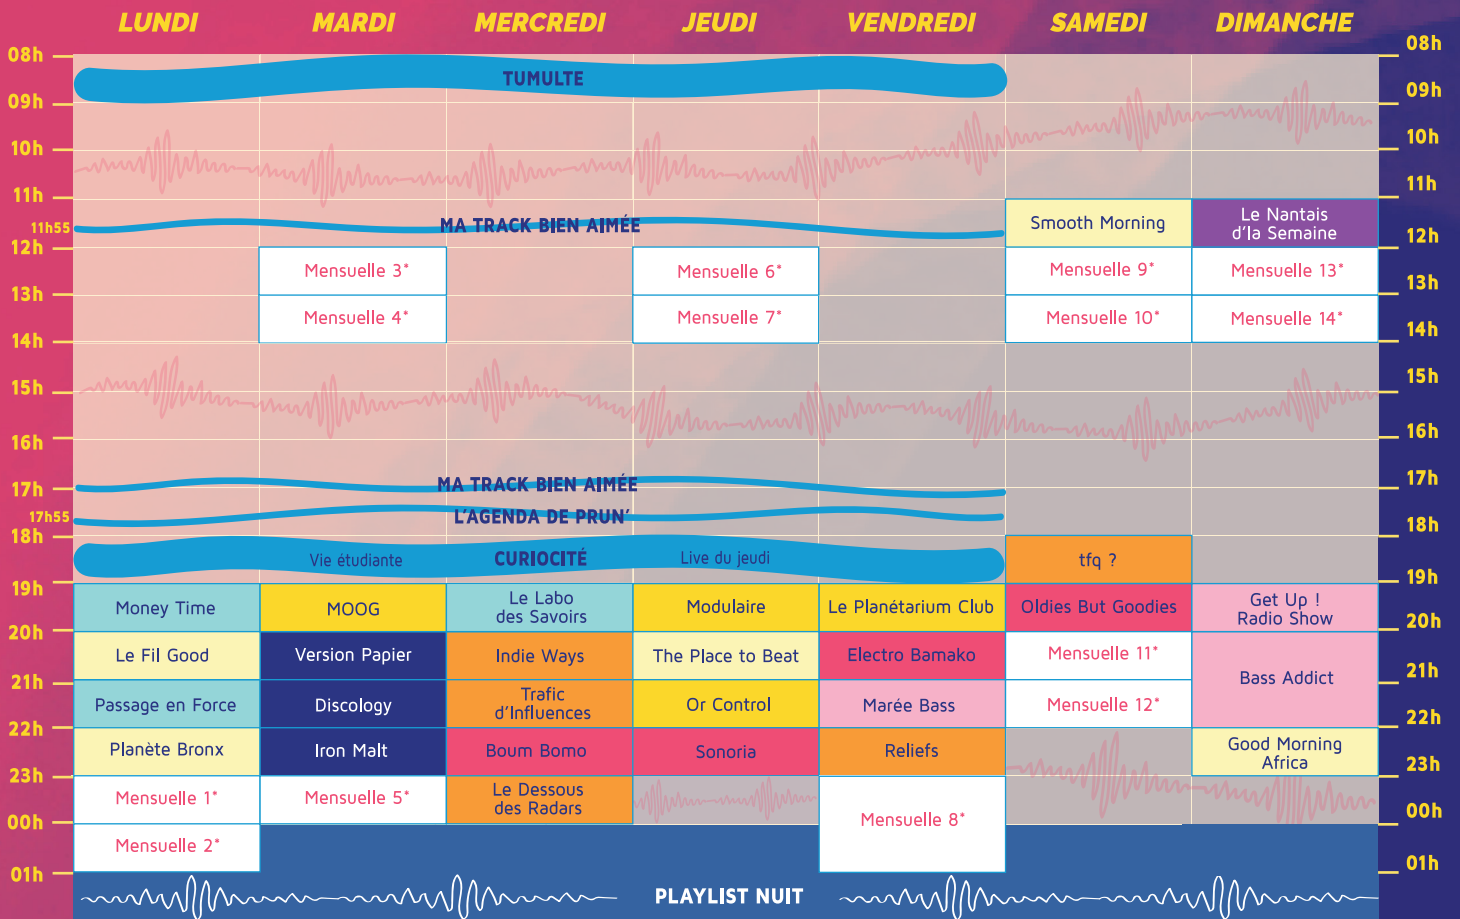 LUNDI MARDI MERCREDI JEUDI VENDREDI SAMEDI DIMANCHE
08h 08h
TUMULTE
09h 09h
10h 10h
11h 11h
11h55 MA TRACK BIEN AIMÉE Smooth Morning Le Nantais
d'la Semaine
12h 12h
Mensuelle 3* Mensuelle 6* Mensuelle 9* Mensuelle 13*
13h 13h
Mensuelle 4* Mensuelle 7* Mensuelle 10* Mensuelle 14*
14h 14h
15h 15h
16h 16h
MA TRACK BIEN AIMÉE
17h 17h
17h55 L'AGENDA DE PRUN'
18h 18h
Vie étudiante CURIOCITÉ Live du jeudi tfq ?
19h 19h
Money Time MOOG Le Labo
des Savoirs Modulaire Le Planétarium Club Oldies But Goodies Get Up !
Radio Show
20h 20h
Le Fil Good Version Papier Indie Ways The Place to Beat Electro Bamako Mensuelle 11*
Bass Addict
21h 21h
Passage en Force Discology Trafic
d'Influences Or Control Marée Bass Mensuelle 12*
22h 22h
Planète Bronx Iron Malt Boum Bomo Sonoria Reliefs Good Morning
Africa
23h 23h
Mensuelle 1* Mensuelle 5* Le Dessous
des Radars
Mensuelle 8*
00h 00h
Mensuelle 2*
01h 01h
PLAYLIST NUIT